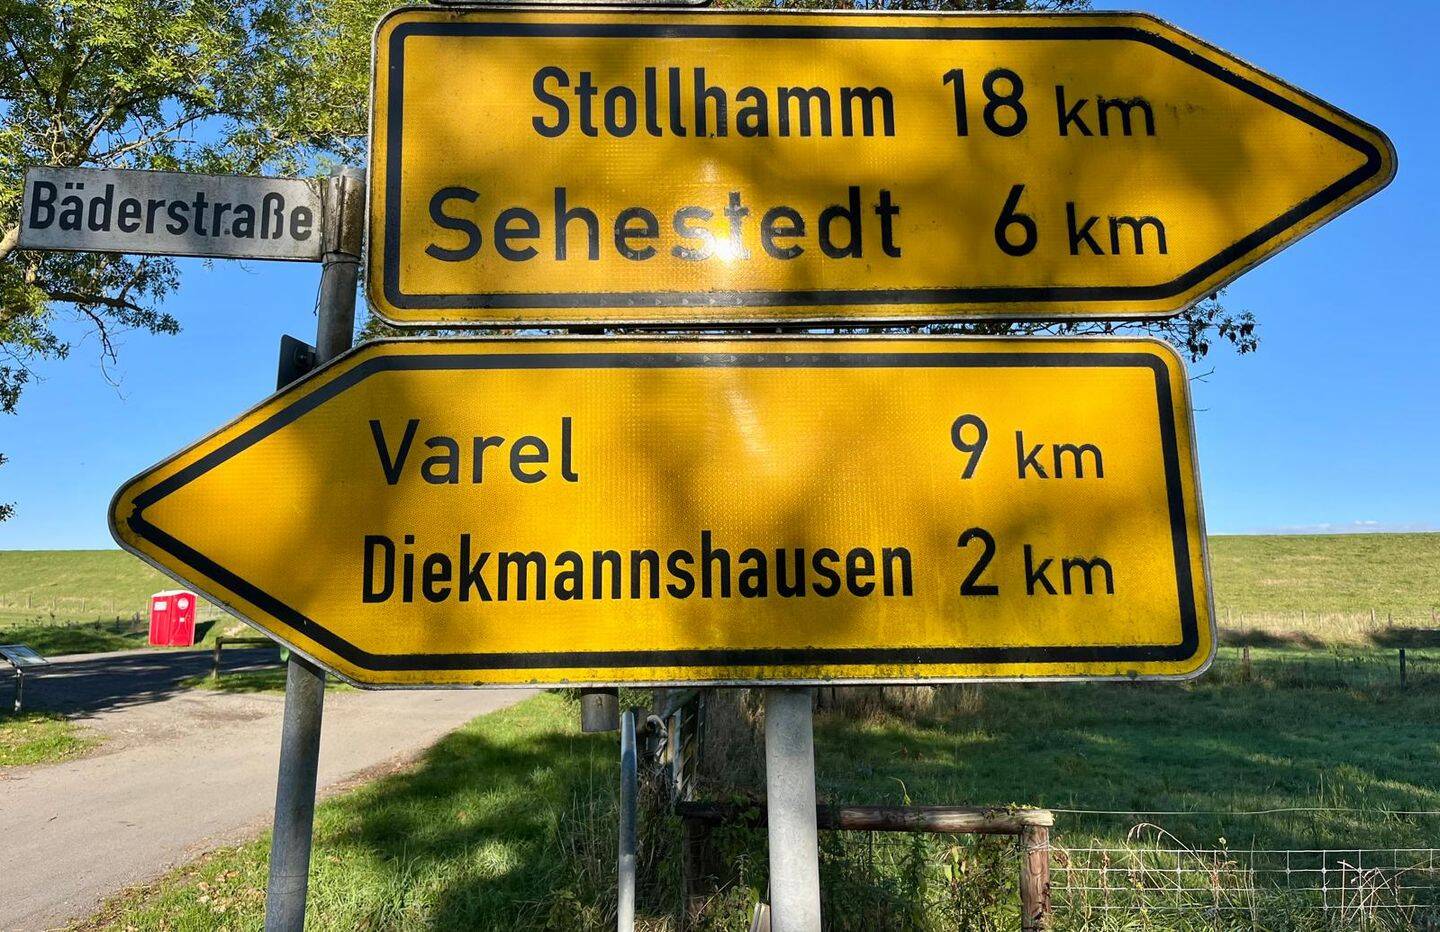 Stollhamm 18 km
Sehestedt 6 km
Bäderstraße
Varel 9 km
Diekmannshausen 2 km